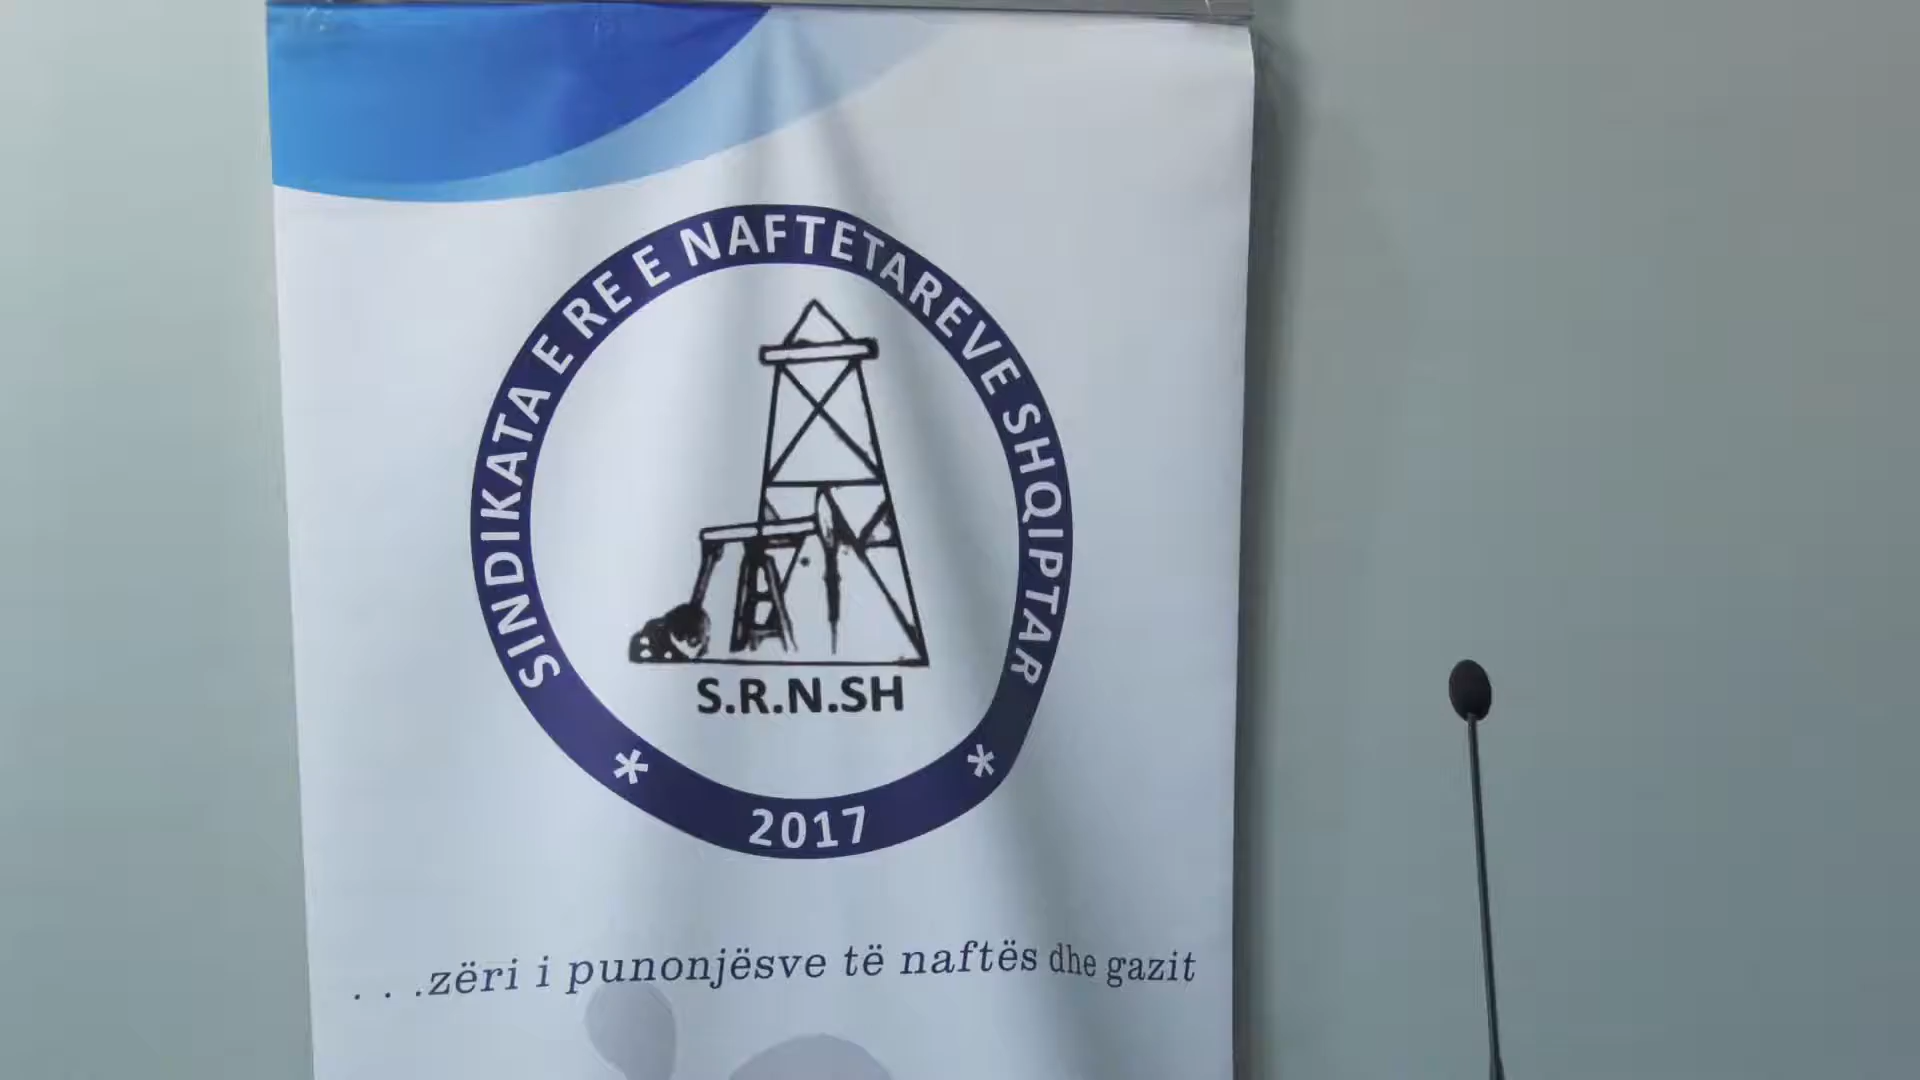 SINDIKATA E RE E NAFTETAREVE SHQIPTAR
S.R.N.SH
* 2017 *
. . .zëri i punonjësve të naftës dhe gazit